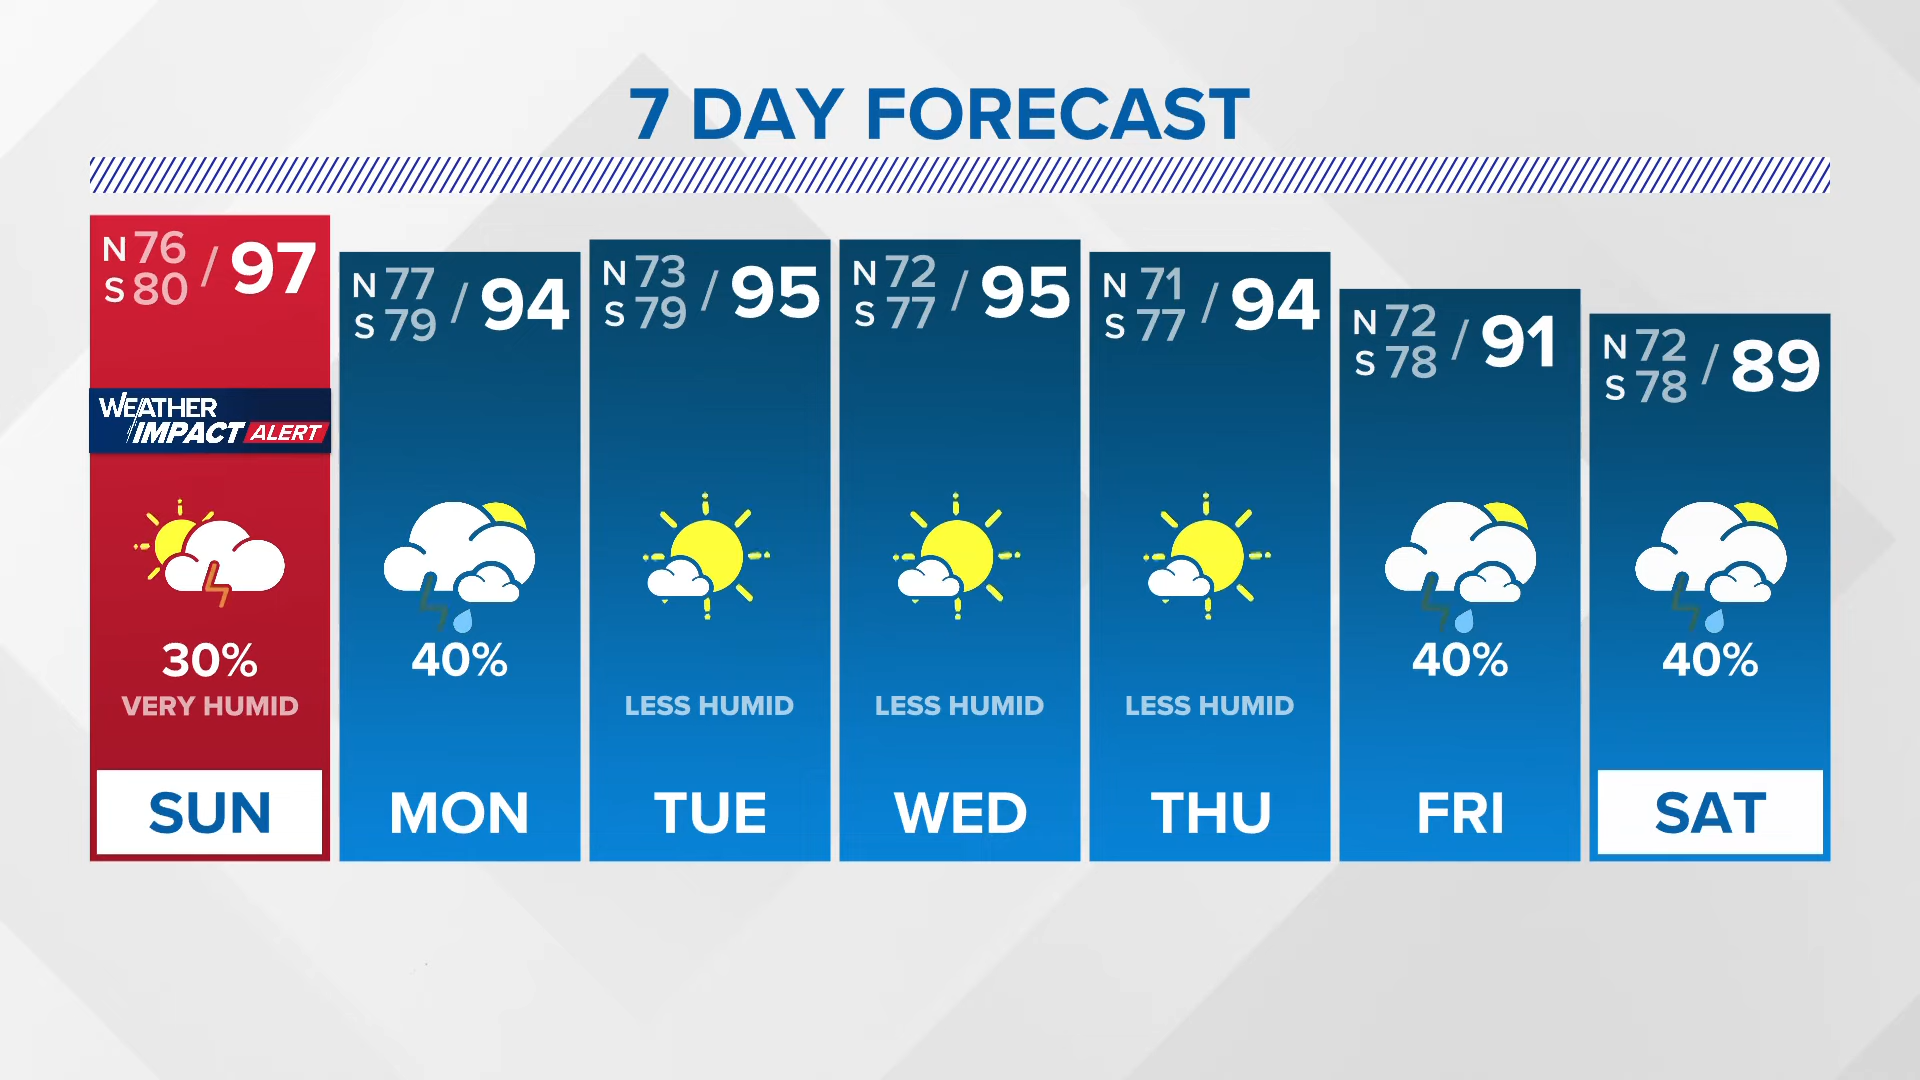 7 DAY FORECAST
N 76 / 97
S 80
WEATHER
IMPACT ALERT
30%
VERY HUMID
SUN
N 77 / 94
S 79
40%
MON
N 73 / 95
S 79
LESS HUMID
TUE
N 72 / 95
S 77
LESS HUMID
WED
N 71 / 94
S 77
LESS HUMID
THU
N 72 / 91
S 78
40%
FRI
N 72 / 89
S 78
40%
SAT